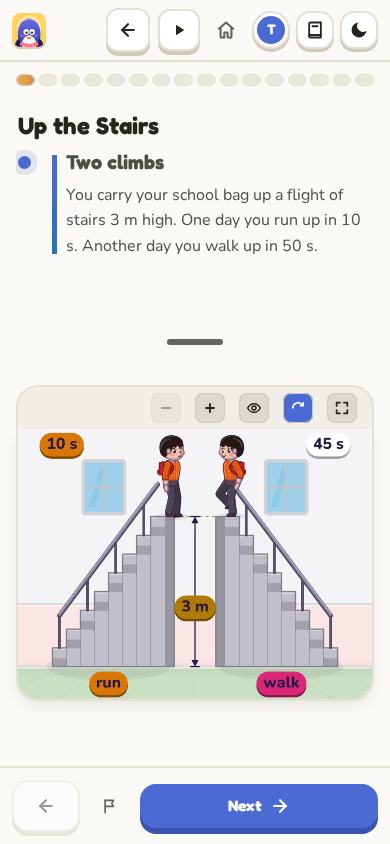 T
Up the Stairs
Two climbs
You carry your school bag up a flight of
stairs 3 m high. One day you run up in 10
s. Another day you walk up in 50 s.
10 s
45 s
3 m
run
walk
Next